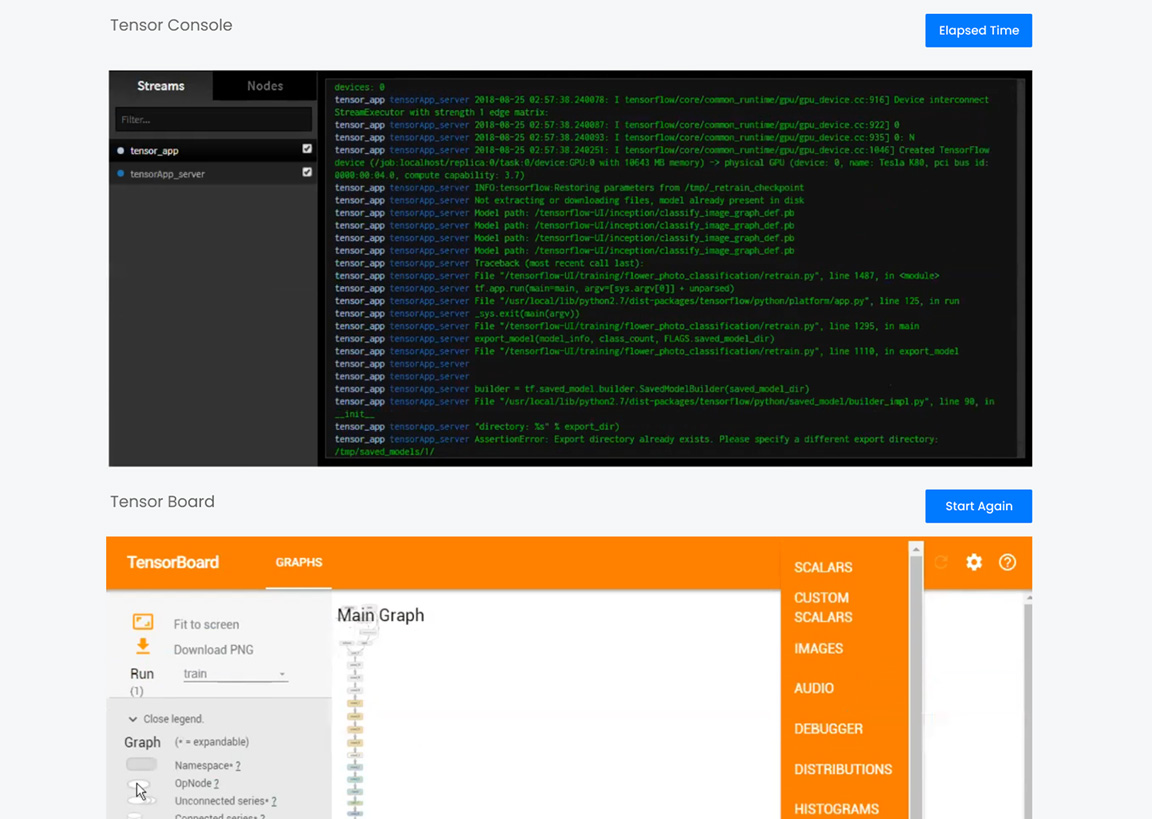 Tensor Console
Elapsed Time
Streams
Nodes
Filter...
tensor_app
tensorApp_server
devices: 0
tensor_app tensorApp_server 2018-08-25 02:57:38.240078: I tensorflow/core/common_runtime/gpu/gpu_device.cc:916] Device interconnect
StreamExecutor with strength 1 edge matrix:
tensor_app tensorApp_server 2018-08-25 02:57:38.240087: I tensorflow/core/common_runtime/gpu/gpu_device.cc:922] 0
tensor_app tensorApp_server 2018-08-25 02:57:38.240093: I tensorflow/core/common_runtime/gpu/gpu_device.cc:935] 0: N
tensor_app tensorApp_server 2018-08-25 02:57:38.240251: I tensorflow/core/common_runtime/gpu/gpu_device.cc:1046] Created TensorFlow
device (/job:localhost/replica:0/task:0/device:GPU:0 with 10643 MB memory) -> physical GPU (device: 0, name: Tesla K80, pci bus id:
0000:00:04.0, compute capability: 3.7)
tensor_app tensorApp_server INFO:tensorflow:Restoring parameters from /tmp/_retrain_checkpoint
tensor_app tensorApp_server Not extracting or downloading files, model already present in disk
tensor_app tensorApp_server Model path: /tensorflow-UI/inception/classify_image_graph_def.pb
tensor_app tensorApp_server Model path: /tensorflow-UI/inception/classify_image_graph_def.pb
tensor_app tensorApp_server Model path: /tensorflow-UI/inception/classify_image_graph_def.pb
tensor_app tensorApp_server Model path: /tensorflow-UI/inception/classify_image_graph_def.pb
tensor_app tensorApp_server Traceback (most recent call last):
tensor_app tensorApp_server File "/tensorflow-UI/training/flower_photo_classification/retrain.py", line 1487, in <module>
tensor_app tensorApp_server tf.app.run(main=main, argv=[sys.argv[0]] + unparsed)
tensor_app tensorApp_server File "/usr/local/lib/python2.7/dist-packages/tensorflow/python/platform/app.py", line 125, in run
tensor_app tensorApp_server _sys.exit(main(argv))
tensor_app tensorApp_server File "/tensorflow-UI/training/flower_photo_classification/retrain.py", line 1295, in main
tensor_app tensorApp_server export_model(model_info, class_count, FLAGS.saved_model_dir)
tensor_app tensorApp_server File "/tensorflow-UI/training/flower_photo_classification/retrain.py", line 1110, in export_model
tensor_app tensorApp_server
tensor_app tensorApp_server
tensor_app tensorApp_server builder = tf.saved_model.builder.SavedModelBuilder(saved_model_dir)
tensor_app tensorApp_server File "/usr/local/lib/python2.7/dist-packages/tensorflow/python/saved_model/builder_impl.py", line 90, in
__init__
tensor_app tensorApp_server "directory: %s" % export_dir)
tensor_app tensorApp_server AssertionError: Export directory already exists. Please specify a different export directory:
/tmp/saved_models/1/
Tensor Board
Start Again
TensorBoard
GRAPHS
SCALARS
CUSTOM
SCALARS
IMAGES
AUDIO
DEBUGGER
DISTRIBUTIONS
HISTOGRAMS
Fit to screen
Download PNG
Run
(1)
train
Close legend.
Graph
(* = expandable)
Namespace* ?
OpNode ?
Unconnected series* ?
Connected series* ?
Main Graph